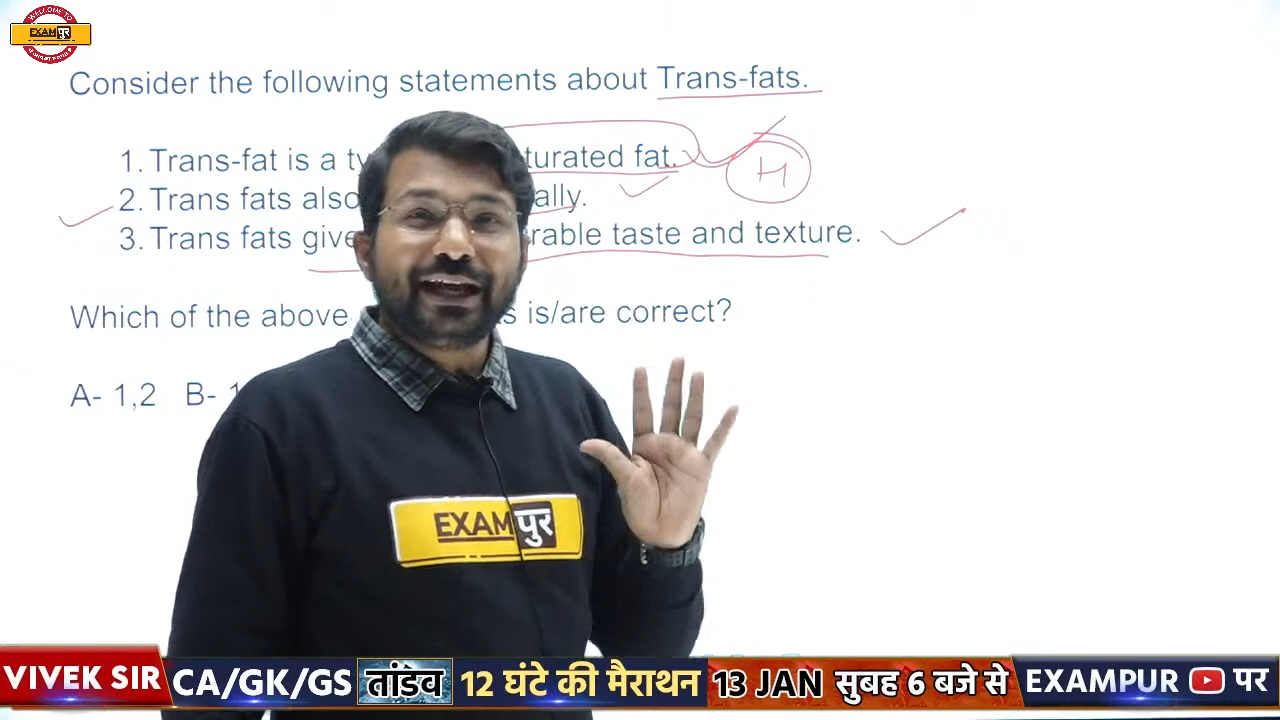 WELCOME TO
EXAMपुर
Consider the following statements about Trans-fats.
1. Trans-fat is a ty turated fat.
H
2. Trans fats also ally.
3. Trans fats give rable taste and texture.
Which of the above s is/are correct?
A- 1,2 B- 1
EXAMपुर
VIVEK SIR CA/GK/GS तांडव 12 घंटे की मैराथन 13 JAN सुबह 6 बजे से EXAMPUR पर